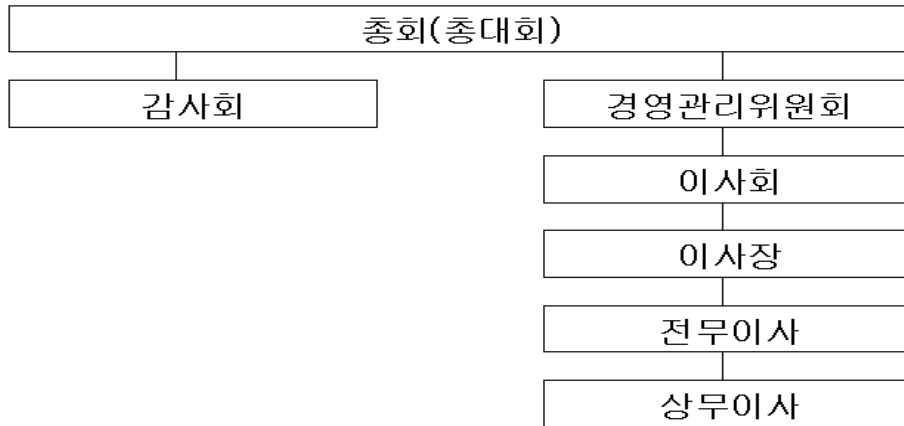 총회(총대회)
감사회
경영관리위원회
이사회
이사장
전무이사
상무이사